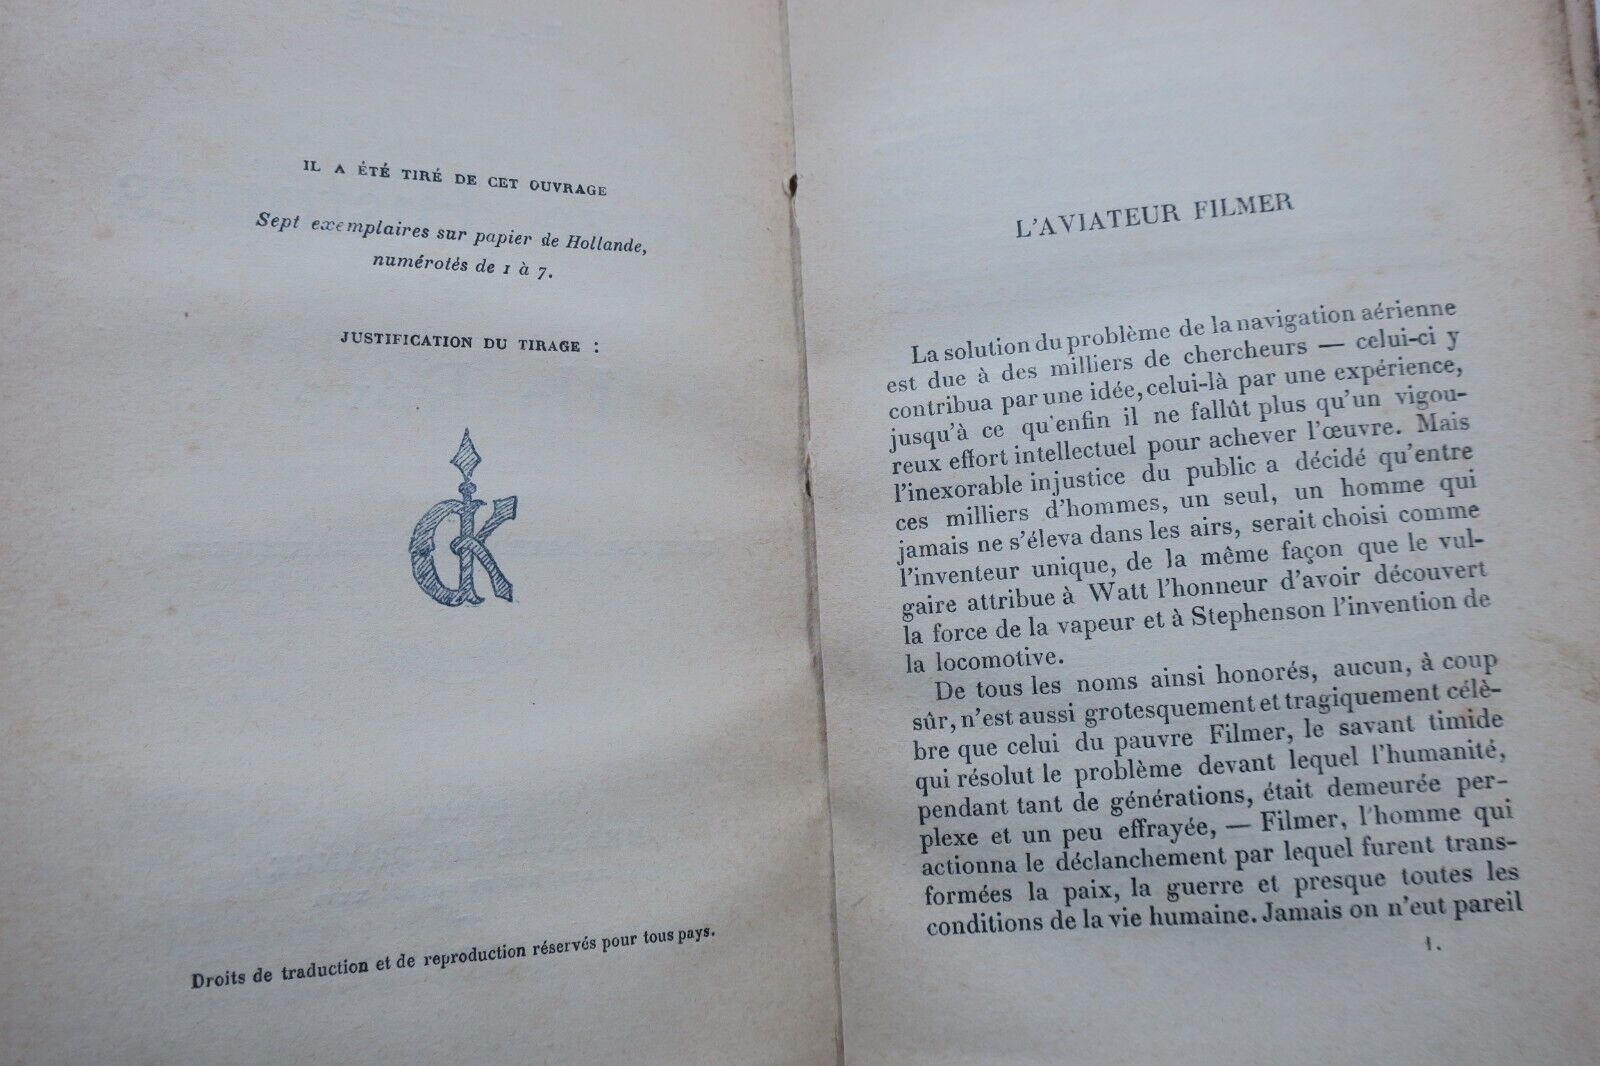 IL A ÉTÉ TIRÉ DE CET OUVRAGE
Sept exemplaires sur papier de Hollande,
numérotés de 1 à 7.
JUSTIFICATION DU TIRAGE :
CK
Droits de traduction et de reproduction réservés pour tous pays.
L'AVIATEUR FILMER
La solution du problème de la navigation aérienne
est due à des milliers de chercheurs — celui-ci y
contribua par une idée, celui-là par une expérience,
jusqu'à ce qu'enfin il ne fallût plus qu'un vigou-
reux effort intellectuel pour achever l'œuvre. Mais
l'inexorable injustice du public a décidé qu'entre
ces milliers d'hommes, un seul, un homme qui
jamais ne s'éleva dans les airs, serait choisi comme
l'inventeur unique, de la même façon que le vul-
gaire attribue à Watt l'honneur d'avoir découvert
la force de la vapeur et à Stephenson l'invention de
la locomotive.
De tous les noms ainsi honorés, aucun, à coup
sûr, n'est aussi grotesquement et tragiquement célè-
bre que celui du pauvre Filmer, le savant timide
qui résolut le problème devant lequel l'humanité,
pendant tant de générations, était demeurée per-
plexe et un peu effrayée, — Filmer, l'homme qui
actionna le déclanchement par lequel furent trans-
formées la paix, la guerre et presque toutes les
conditions de la vie humaine. Jamais on n'eut pareil
1.